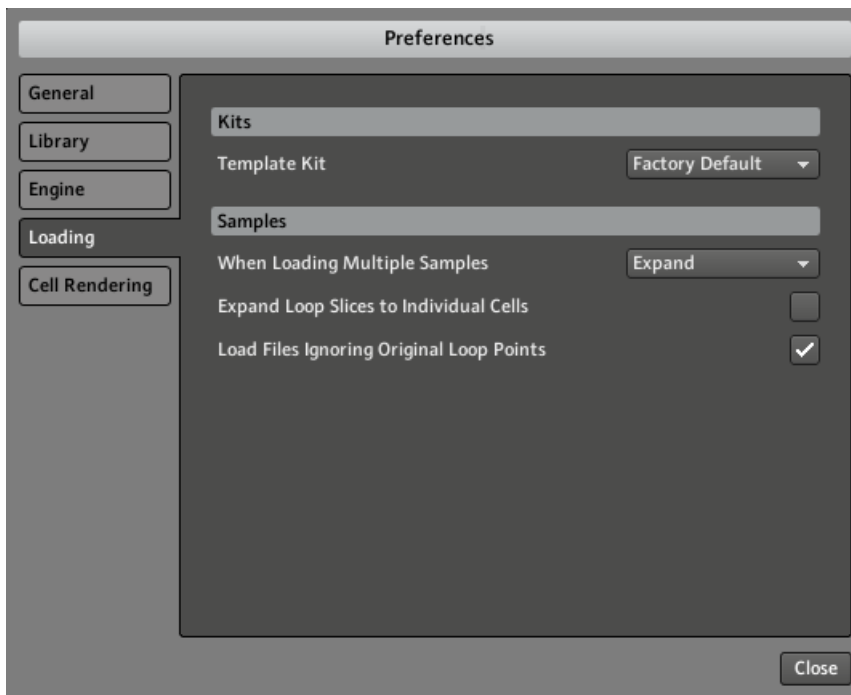 Preferences
General
Library
Engine
Loading
Cell Rendering
Kits
Template Kit Factory Default
Samples
When Loading Multiple Samples Expand
Expand Loop Slices to Individual Cells
Load Files Ignoring Original Loop Points
Close